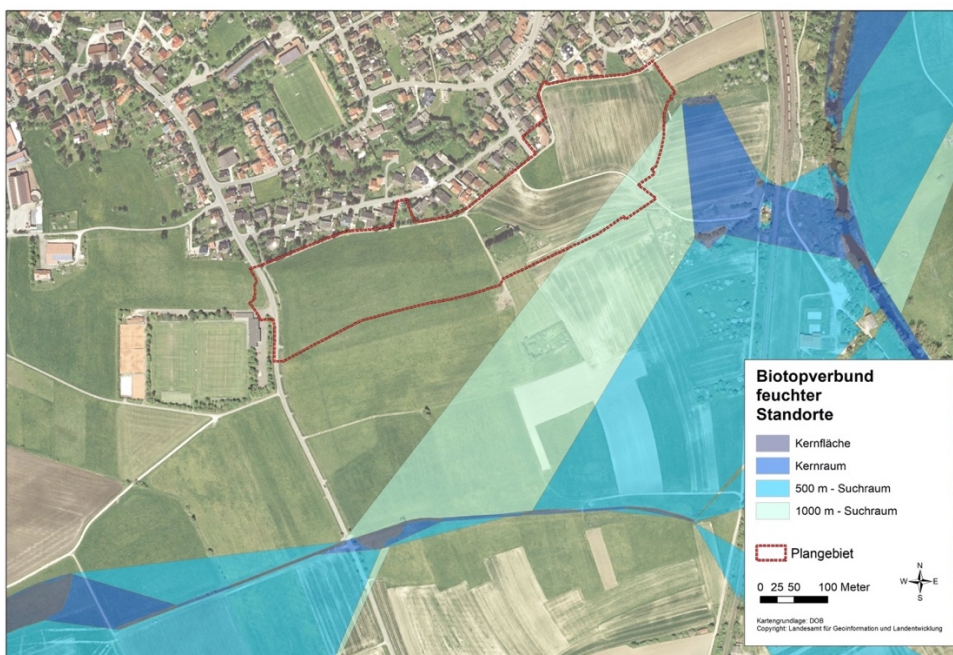 Biotopverbund
feuchter
Standorte
Kernfläche
Kernraum
500 m - Suchraum
1000 m - Suchraum
Plangebiet
N
W E
S
0 25 50 100 Meter
Kartengrundlage: DOB
Copyright: Landesamt für Geoinformation und Landentwicklung